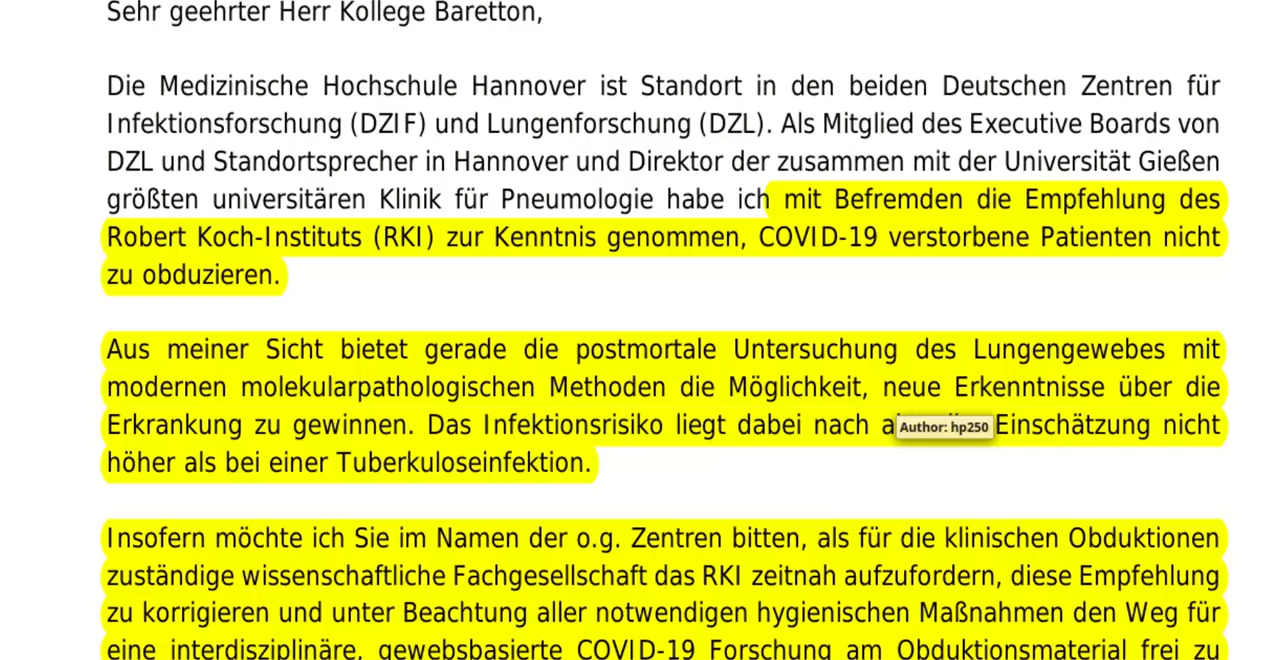 Sehr geehrter Herr Kollege Baretton,
Die Medizinische Hochschule Hannover ist Standort in den beiden Deutschen Zentren für
Infektionsforschung (DZIF) und Lungenforschung (DZL). Als Mitglied des Executive Boards von
DZL und Standortsprecher in Hannover und Direktor der zusammen mit der Universität Gießen
größten universitären Klinik für Pneumologie habe ich mit Befremden die Empfehlung des
Robert Koch-Instituts (RKI) zur Kenntnis genommen, COVID-19 verstorbene Patienten nicht
zu obduzieren.
Aus meiner Sicht bietet gerade die postmortale Untersuchung des Lungengewebes mit
modernen molekularpathologischen Methoden die Möglichkeit, neue Erkenntnisse über die
Erkrankung zu gewinnen. Das Infektionsrisiko liegt dabei nach Einschätzung nicht
Author: hp250
höher als bei einer Tuberkuloseinfektion.
Insofern möchte ich Sie im Namen der o.g. Zentren bitten, als für die klinischen Obduktionen
zuständige wissenschaftliche Fachgesellschaft das RKI zeitnah aufzufordern, diese Empfehlung
zu korrigieren und unter Beachtung aller notwendigen hygienischen Maßnahmen den Weg für
eine interdisziplinäre, gewebsbasierte COVID-19 Forschung am Obduktionsmaterial frei zu